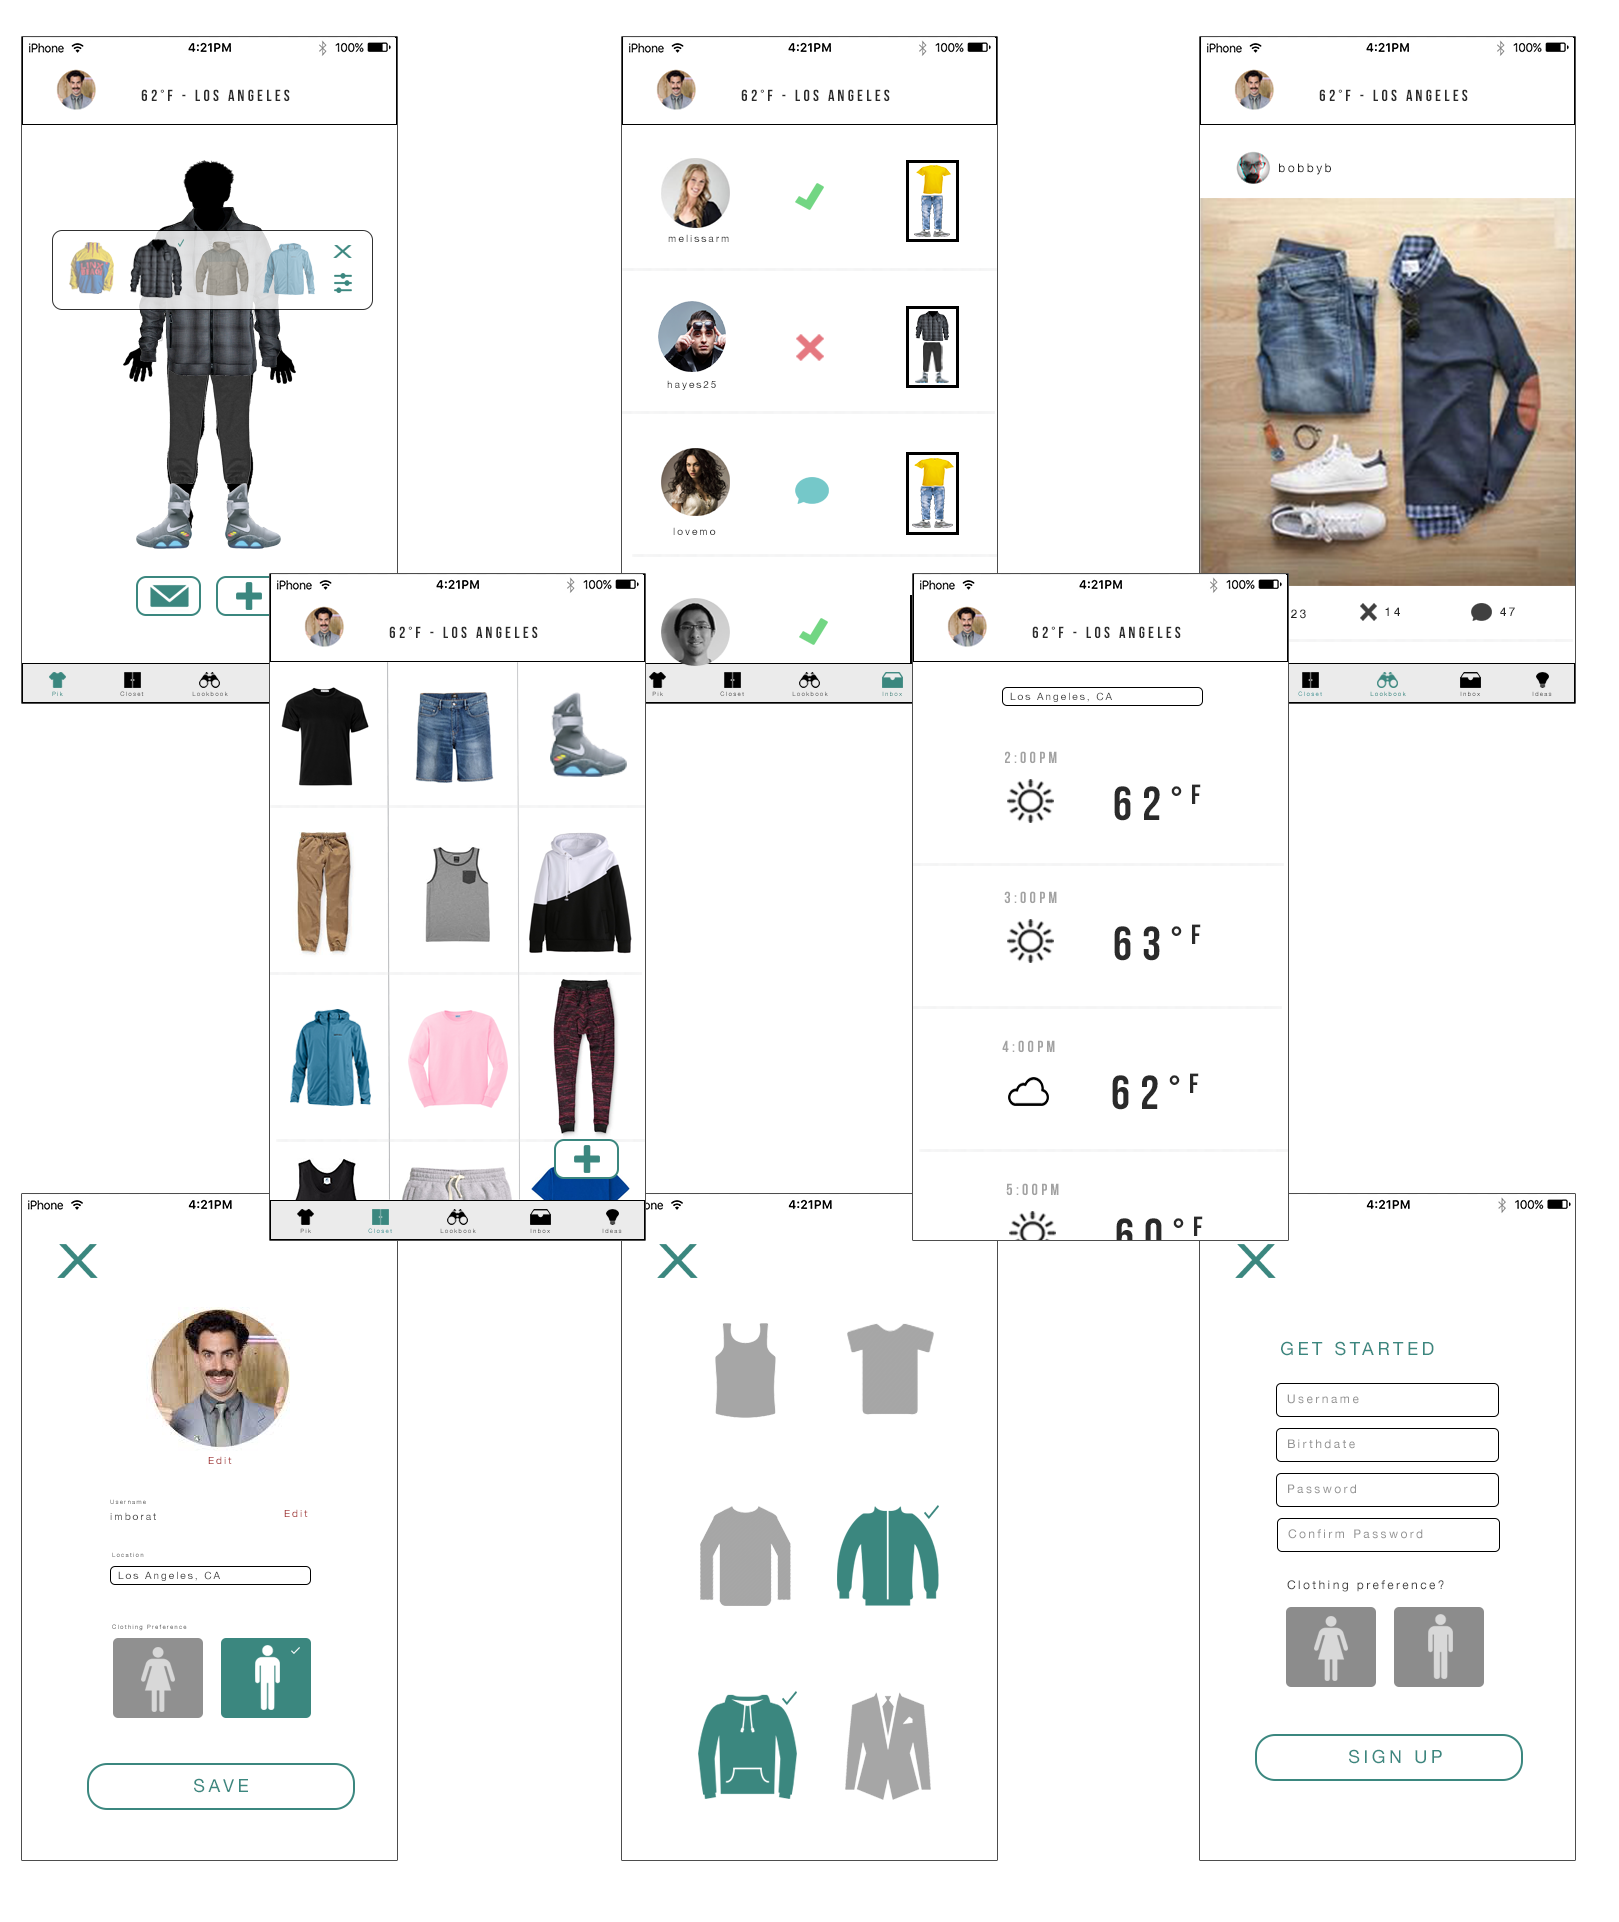 iPhone 4:21PM 100%
62°F - LOS ANGELES
Pik Closet Lookbook
iPhone 4:21PM 100%
62°F - LOS ANGELES
melissarm
hayes25
lovemo
Pik Closet Lookbook Inbox
iPhone 4:21PM 100%
62°F - LOS ANGELES
bobbyb
23 14 47
Closet Lookbook Inbox Ideas
iPhone 4:21PM 100%
62°F - LOS ANGELES
Pik Closet Lookbook Inbox Ideas
iPhone 4:21PM 100%
62°F - LOS ANGELES
Los Angeles, CA
2:00PM
62°F
3:00PM
63°F
4:00PM
62°F
5:00PM
60°F
iPhone 4:21PM
Edit
Username
imborat Edit
Location
Los Angeles, CA
Clothing Preference
SAVE
one 4:21PM
4:21PM 100%
GET STARTED
Username
Birthdate
Password
Confirm Password
Clothing preference?
SIGN UP